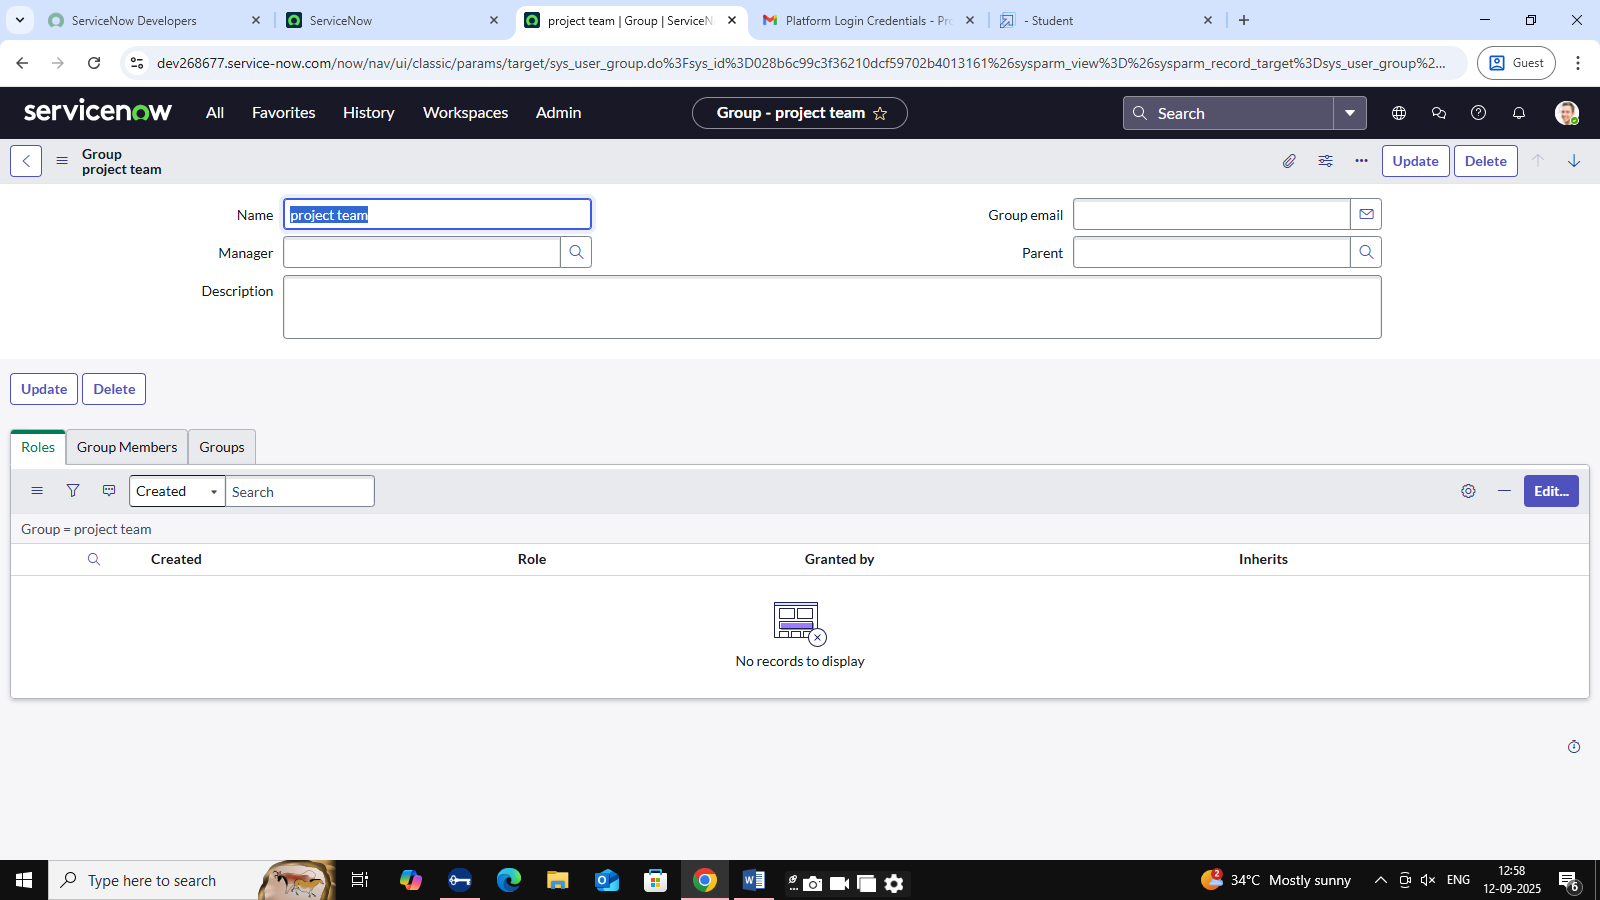 ServiceNow Developers
ServiceNow
project team | Group | ServiceN
Platform Login Credentials - Pr
- Student
dev268677.service-now.com/now/nav/ui/classic/params/target/sys_user_group.do%3Fsys_id%3D028b6c99c3f36210dcf59702b4013161%26sysparm_view%3D%26sysparm_record_target%3Dsys_user_group%2...
Guest
servicenow
All
Favorites
History
Workspaces
Admin
Group - project team
Search
Group
project team
Update
Delete
Name
project team
Group email
Manager
Parent
Description
Update
Delete
Roles
Group Members
Groups
Created
Search
Edit...
Group = project team
Created
Role
Granted by
Inherits
No records to display
Type here to search
2
34°C Mostly sunny
ENG
12:58
12-09-2025
6